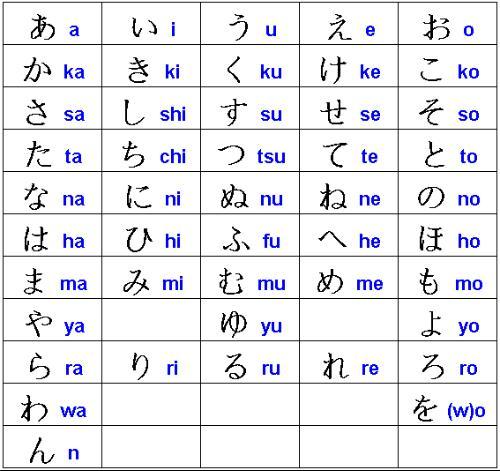 あ a い i う u え e お o
か ka き ki く ku け ke こ ko
さ sa し shi す su せ se そ so
た ta ち chi つ tsu て te と to
な na に ni ぬ nu ね ne の no
は ha ひ hi ふ fu へ he ほ ho
ま ma み mi む mu め me も mo
や ya ゆ yu よ yo
ら ra り ri る ru れ re ろ ro
わ wa を (w)o
ん n